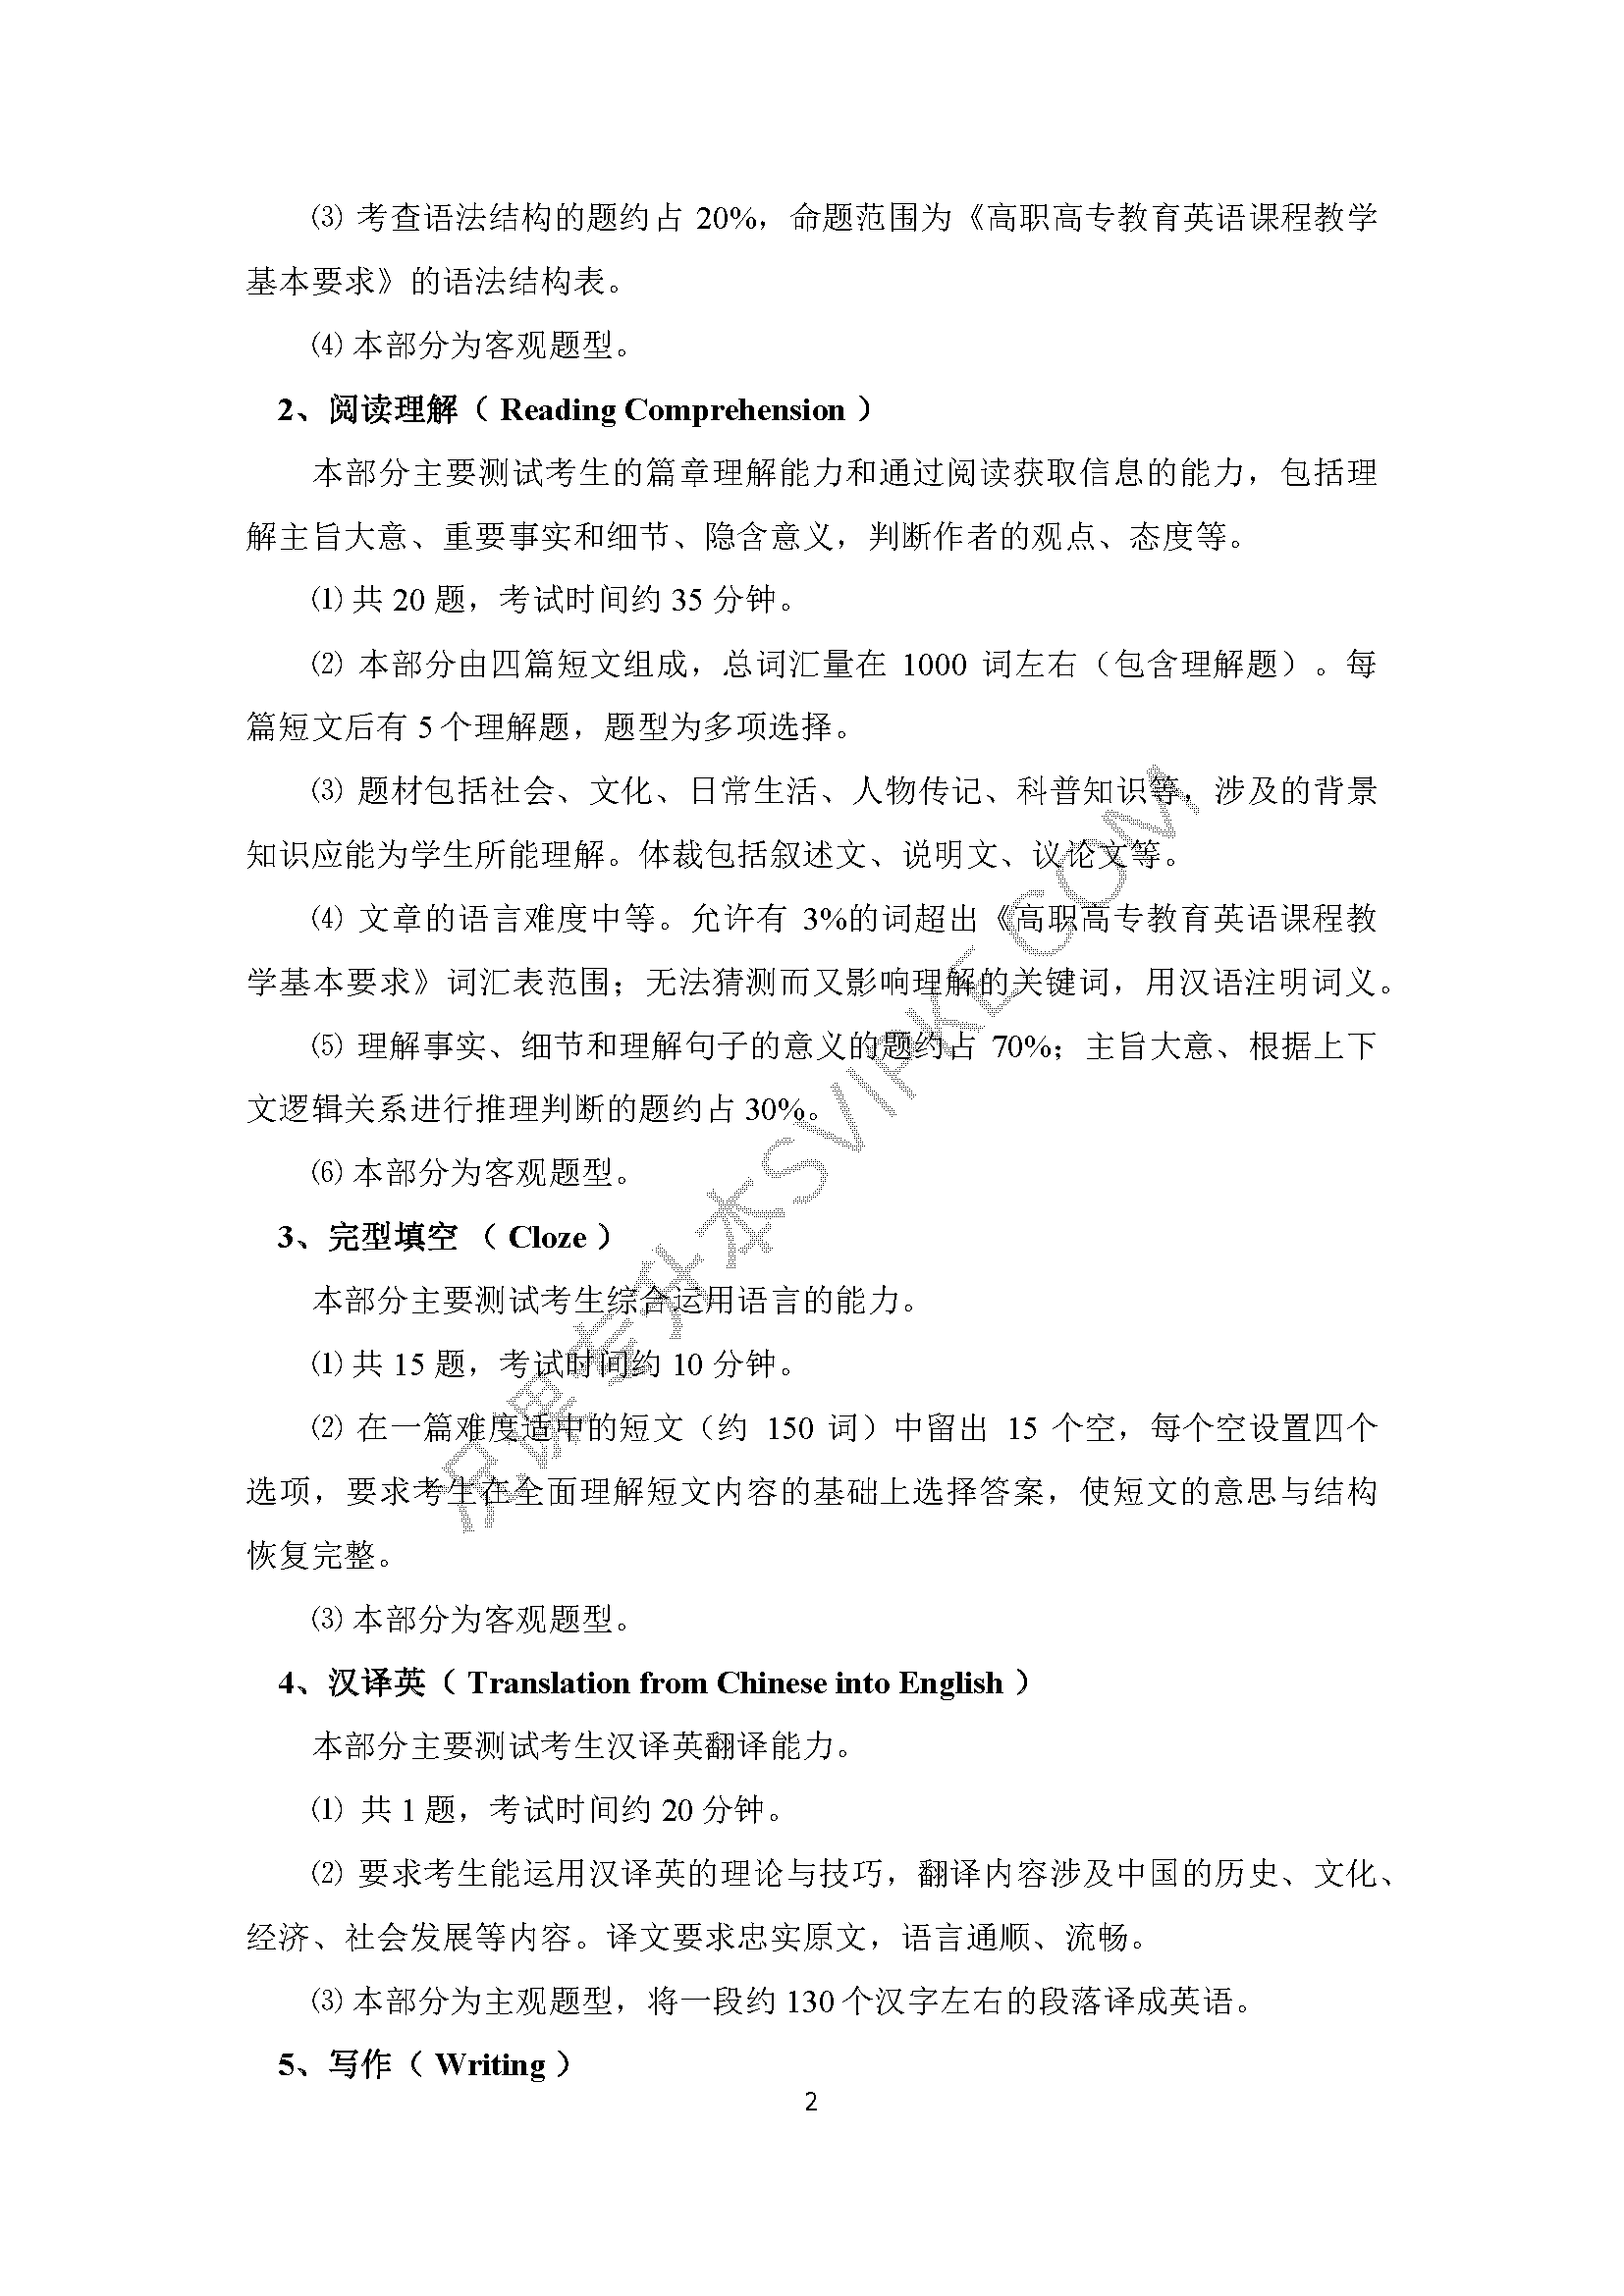 ⑶ 考查语法结构的题约占 20%，命题范围为《高职高专教育英语课程教学
基本要求》的语法结构表。
⑷ 本部分为客观题型。
2、阅读理解（ Reading Comprehension ）
本部分主要测试考生的篇章理解能力和通过阅读获取信息的能力，包括理
解主旨大意、重要事实和细节、隐含意义，判断作者的观点、态度等。
⑴ 共 20 题，考试时间约 35 分钟。
⑵ 本部分由四篇短文组成，总词汇量在 1000 词左右（包含理解题）。每
篇短文后有 5 个理解题，题型为多项选择。
⑶ 题材包括社会、文化、日常生活、人物传记、科普知识等，涉及的背景
知识应能为学生所能理解。体裁包括叙述文、说明文、议论文等。
⑷ 文章的语言难度中等。允许有 3%的词超出《高职高专教育英语课程教
学基本要求》词汇表范围；无法猜测而又影响理解的关键词，用汉语注明词义。
⑸ 理解事实、细节和理解句子的意义的题约占 70%；主旨大意、根据上下
文逻辑关系进行推理判断的题约占 30%。
⑹ 本部分为客观题型。
3、完型填空 （ Cloze ）
本部分主要测试考生综合运用语言的能力。
⑴ 共 15 题，考试时间约 10 分钟。
⑵ 在一篇难度适中的短文（约 150 词）中留出 15 个空，每个空设置四个
选项，要求考生在全面理解短文内容的基础上选择答案，使短文的意思与结构
恢复完整。
⑶ 本部分为客观题型。
4、汉译英（ Translation from Chinese into English ）
本部分主要测试考生汉译英翻译能力。
⑴ 共 1 题，考试时间约 20 分钟。
⑵ 要求考生能运用汉译英的理论与技巧，翻译内容涉及中国的历史、文化、
经济、社会发展等内容。译文要求忠实原文，语言通顺、流畅。
⑶ 本部分为主观题型，将一段约 130 个汉字左右的段落译成英语。
5、写作（ Writing ）
2
课专升本SVIPKE.COM